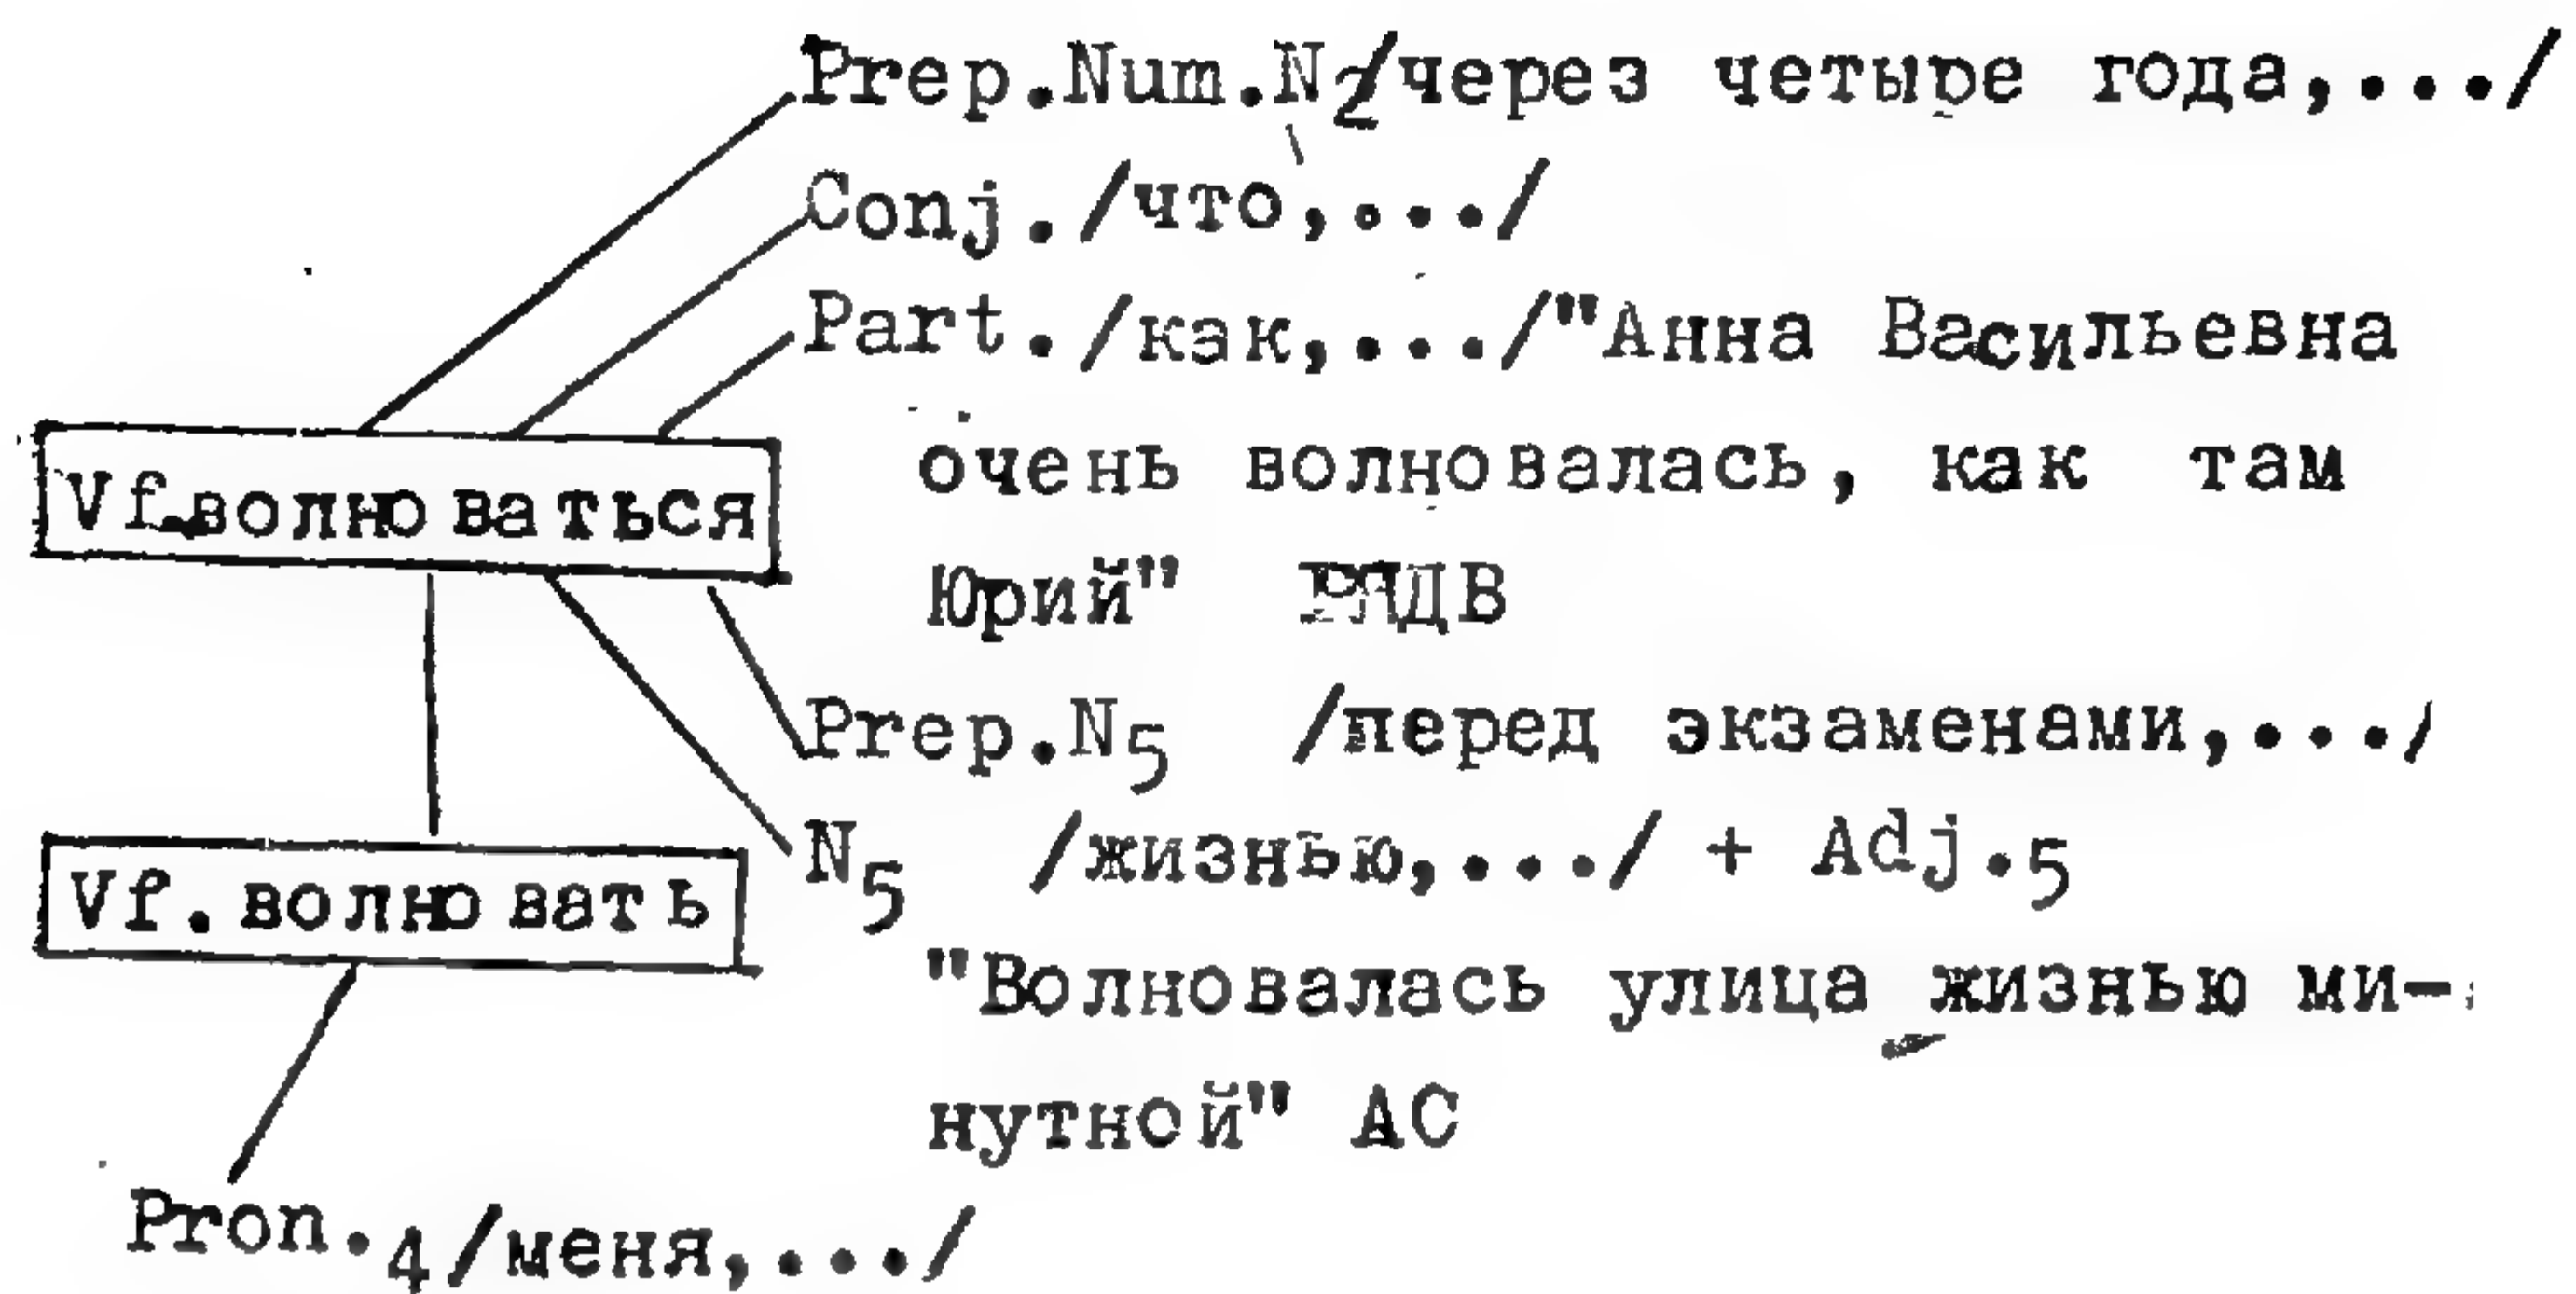 Prep.Num.N2/через четыре года,.../
Conj./что,.../
Part./как,.../"Анна Васильевна
очень волновалась, как там
Vf.волноваться
Юрий" ДВ
Prep.N5 /перед экзаменами,.../
N5 /жизнью,.../ + Adj.5
Vf.волновать
"Волновалась улица жизнью ми-
нутной" АС
Pron.4/меня,.../